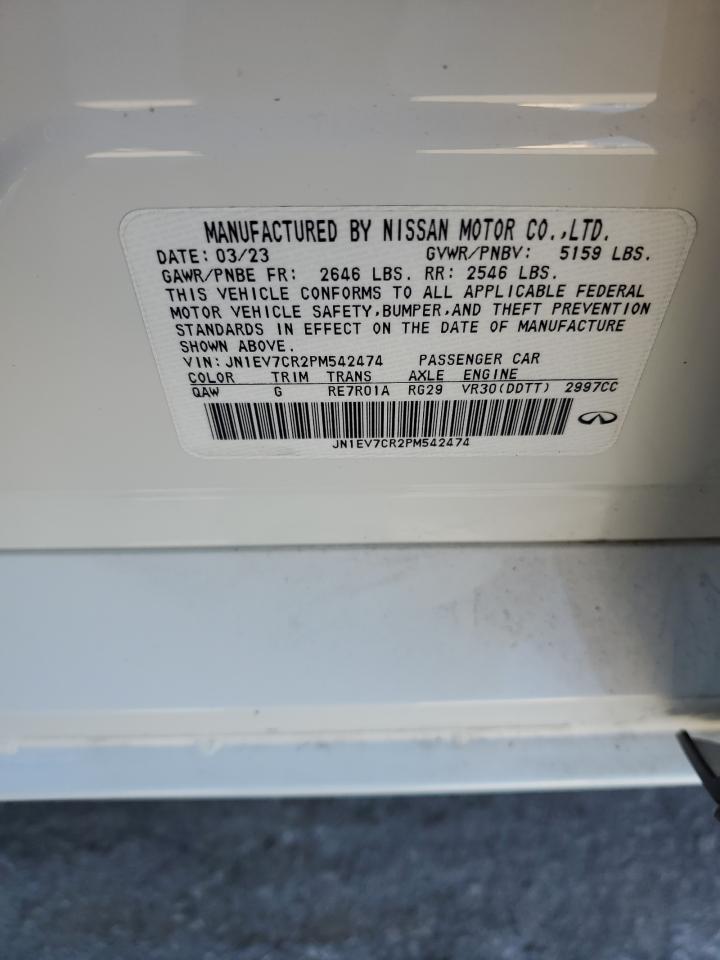 MANUFACTURED BY NISSAN MOTOR CO.,LTD.
DATE: 03/23 GVWR/PNBV: 5159 LBS.
GAWR/PNBE FR: 2646 LBS. RR: 2546 LBS.
THIS VEHICLE CONFORMS TO ALL APPLICABLE FEDERAL
MOTOR VEHICLE SAFETY,BUMPER,AND THEFT PREVENTION
STANDARDS IN EFFECT ON THE DATE OF MANUFACTURE
SHOWN ABOVE.
VIN: JN1EV7CR2PM542474 PASSENGER CAR
COLOR TRIM TRANS AXLE ENGINE
QAW G RE7R01A RG29 VR30(DDTT) 2997CC
JN1EV7CR2PM542474